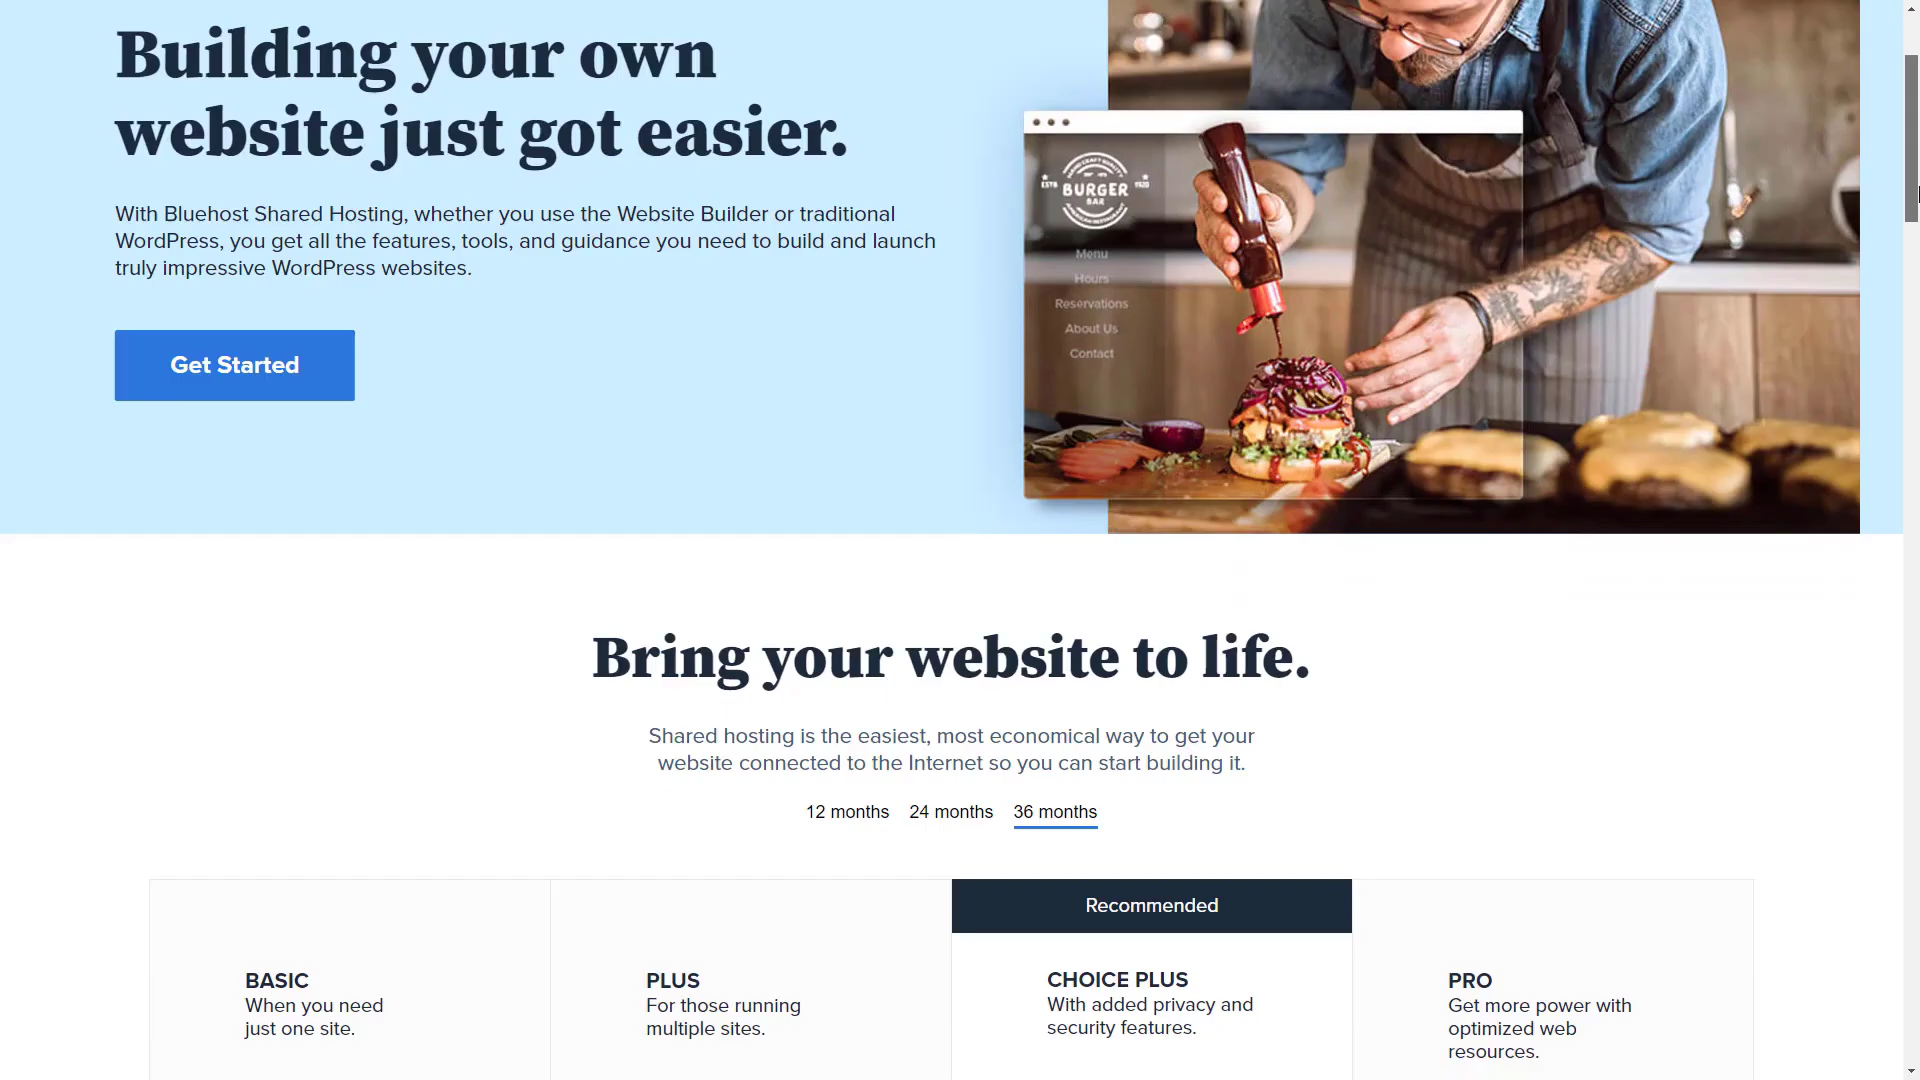 Building your own
website just got easier.
With Bluehost Shared Hosting, whether you use the Website Builder or traditional
WordPress, you get all the features, tools, and guidance you need to build and launch
truly impressive WordPress websites.
Get Started
ESTD
BURGER
1920
BAR
Menu
Hours
Reservations
About Us
Contact
Bring your website to life.
Shared hosting is the easiest, most economical way to get your
website connected to the Internet so you can start building it.
12 months 24 months 36 months
Recommended
BASIC
When you need
just one site.
PLUS
For those running
multiple sites.
CHOICE PLUS
With added privacy and
security features.
PRO
Get more power with
optimized web
resources.